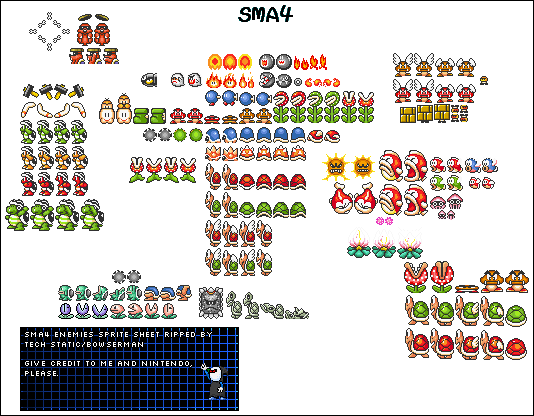 SMA4
SMA4 ENEMIES SPRITE SHEET RIPPED BY
TECH STATIC/BOWSERMAN
GIVE CREDIT TO ME AND NINTENDO,
PLEASE.